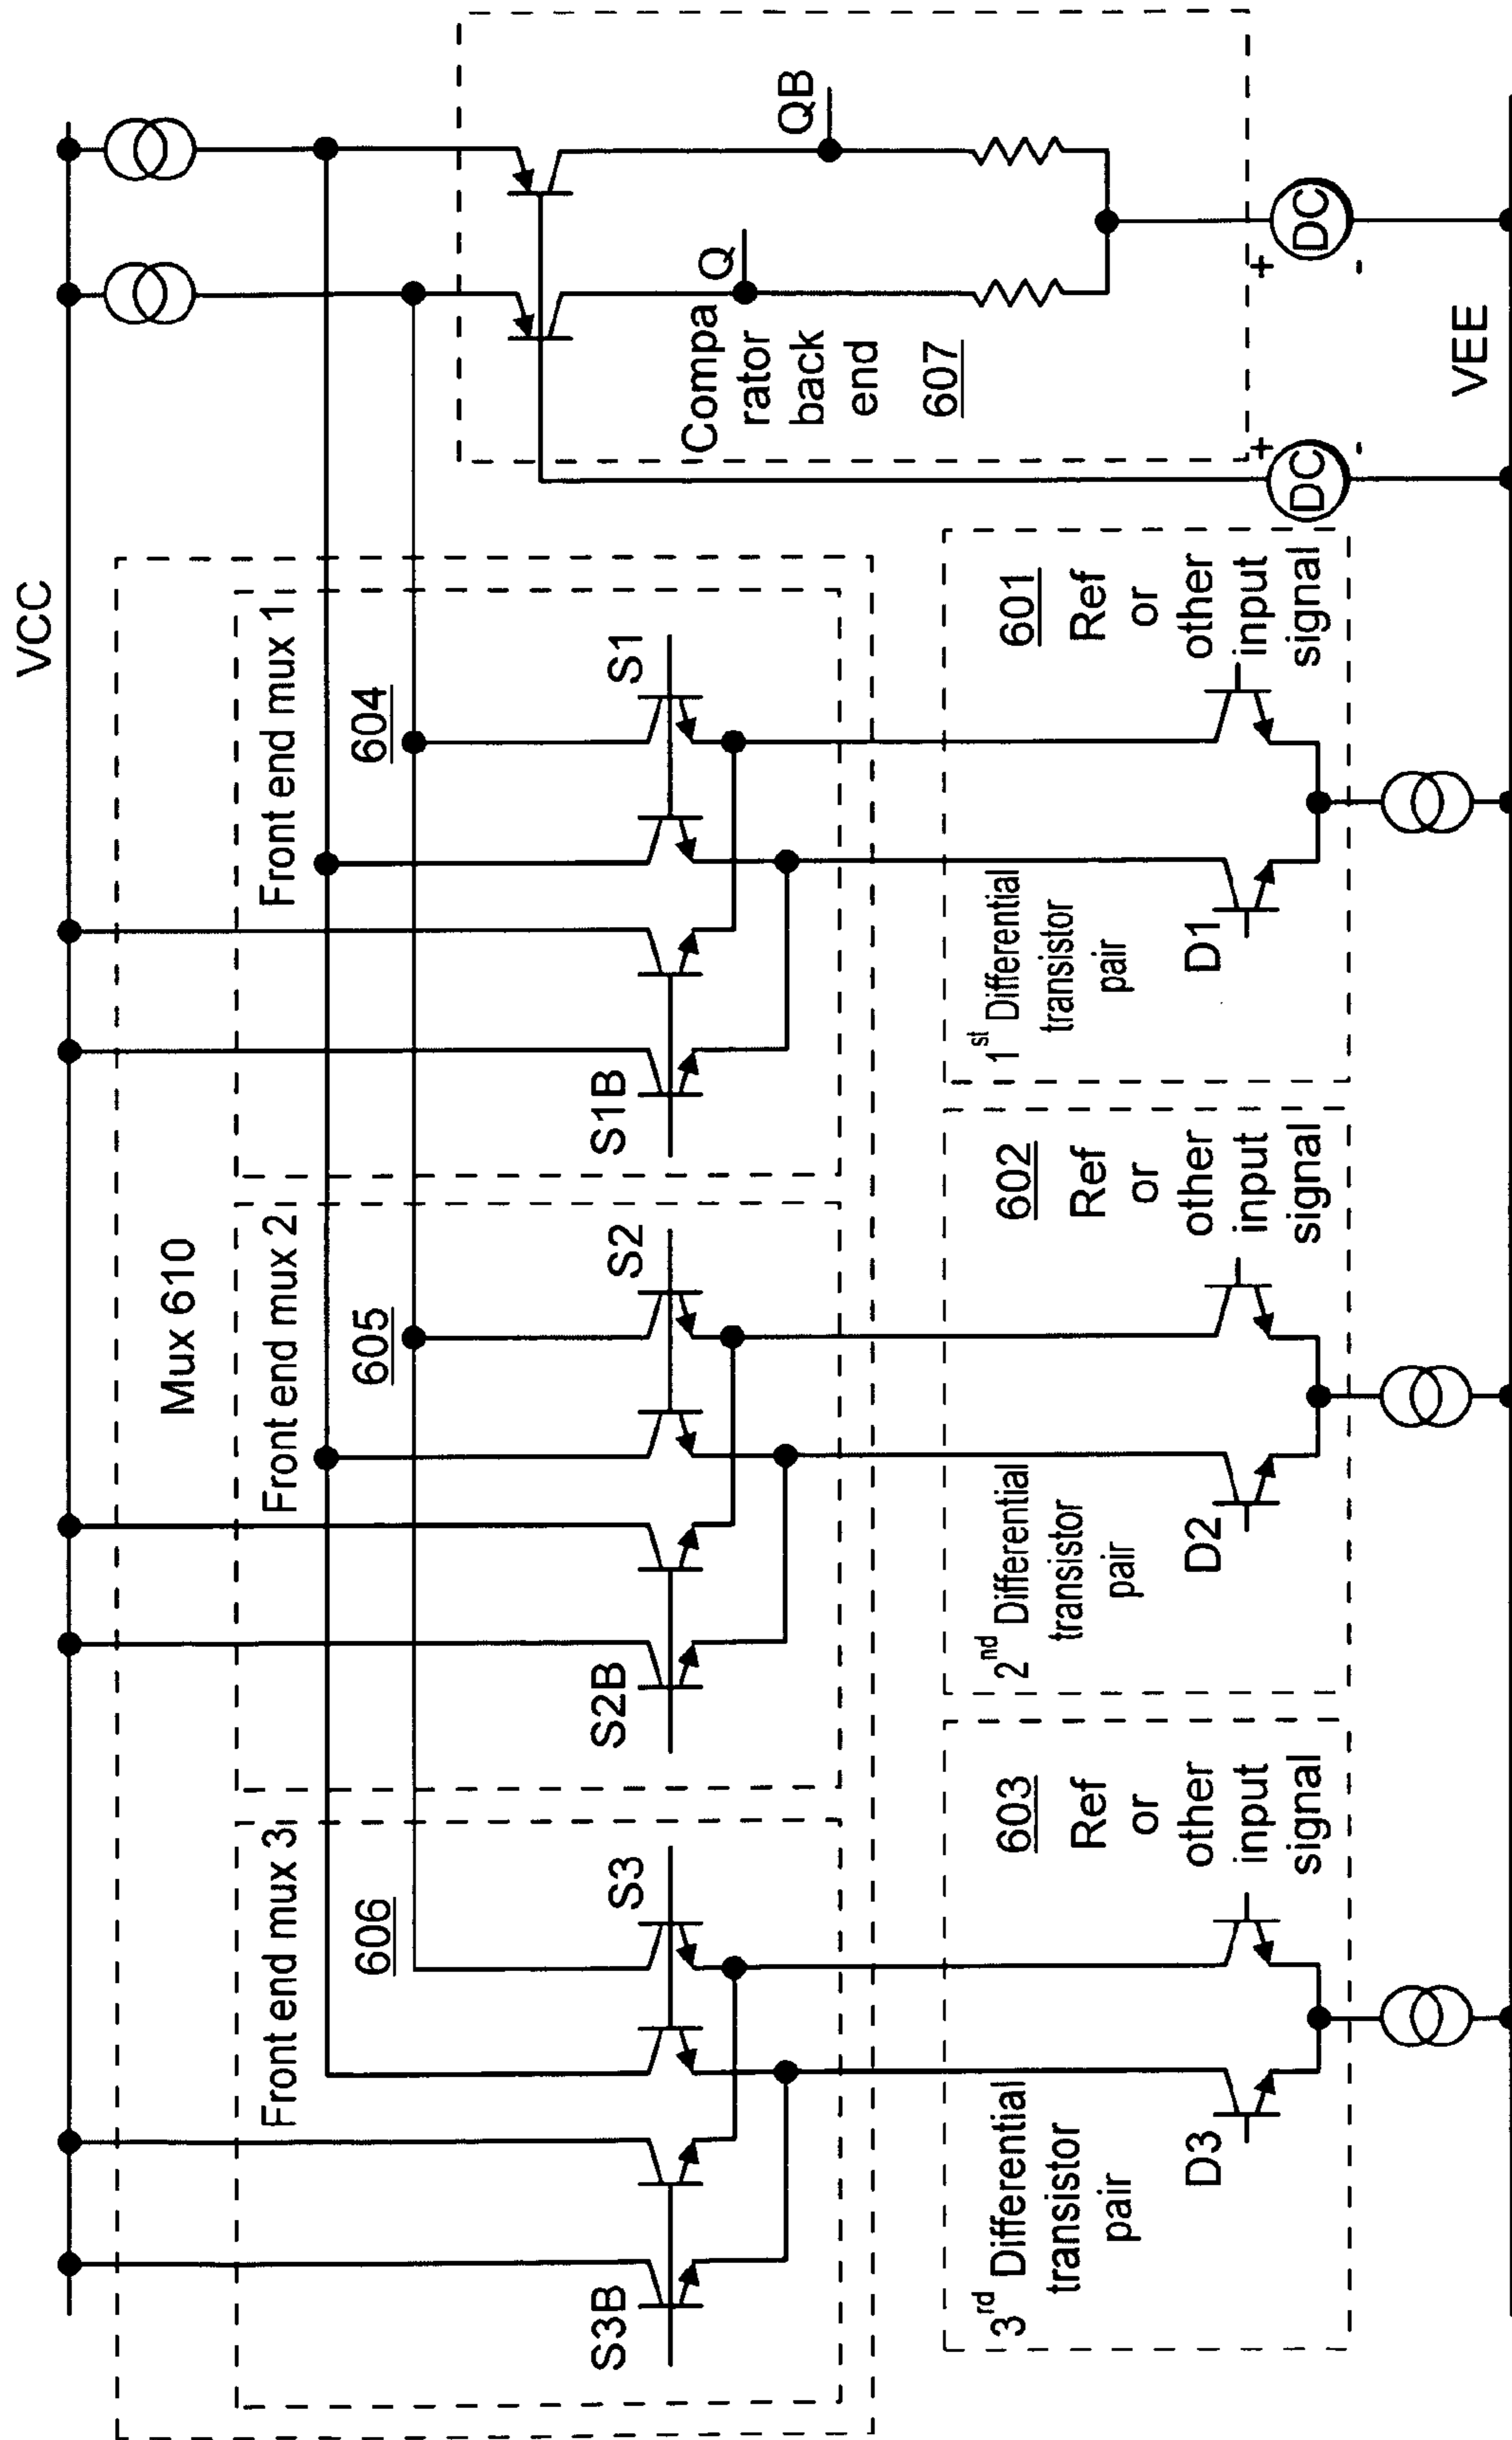 VCC
Mux 610
Front end mux 3
606
S3B
S3
Front end mux 2
605
S2B
S2
Front end mux 1
604
S1B
S1
Q
QB
Compa
rator
back
end
607
3rd Differential
transistor
pair
D3
603
Ref
or
other
input
signal
2nd Differential
transistor
pair
D2
602
Ref
or
other
input
signal
1st Differential
transistor
pair
D1
601
Ref
or
other
input
signal
+
DC
-
+
DC
-
VEE